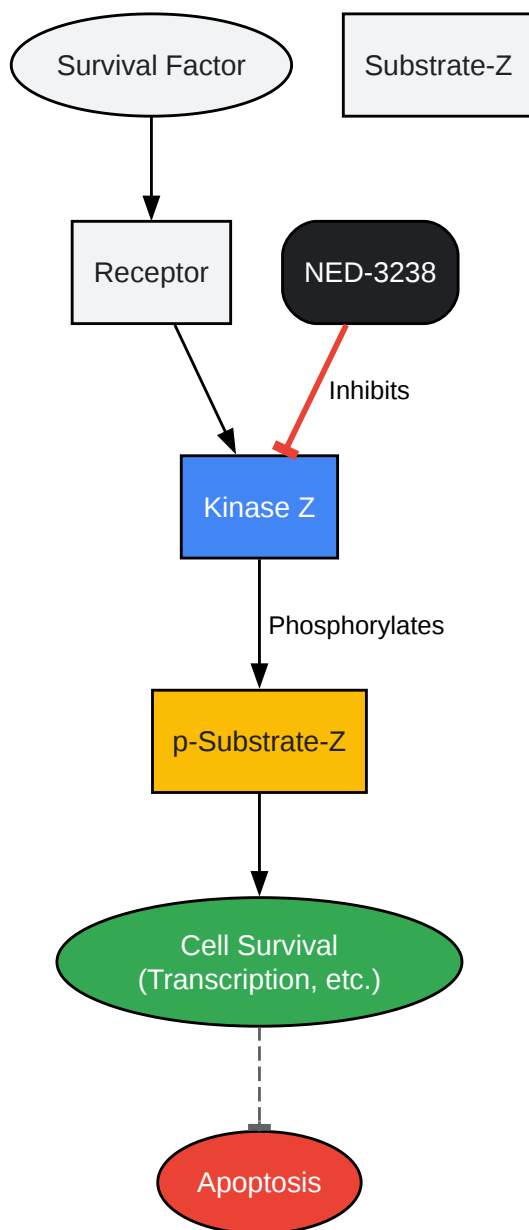 Survival Factor
Substrate-Z
Receptor
NED-3238
Inhibits
Kinase Z
Phosphorylates
p-Substrate-Z
Cell Survival
(Transcription, etc.)
Apoptosis